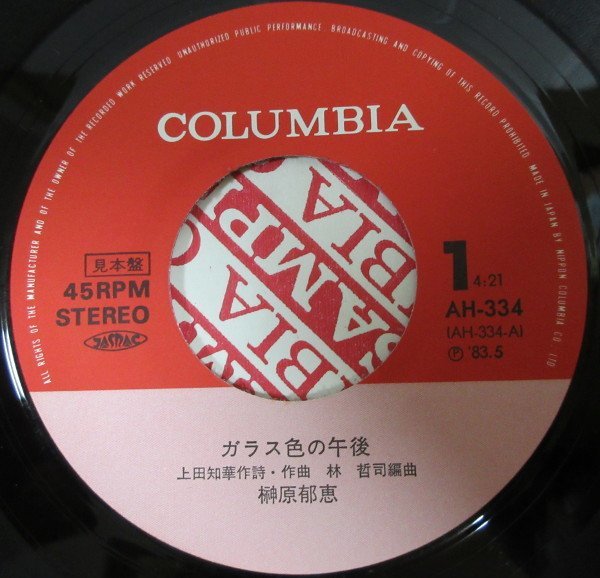 ALL RIGHTS OF THE MANUFACTURER AND OF THE OWNER OF THE RECORDED WORK RESERVED UNAUTHORIZED PUBLIC PERFORMANCE BROADCASTING AND COPYING OF THIS RECORD PROHIBITED MADE IN JAPAN BY NIPPON COLUMBIA CO., LTD
COLUMBIA
見本盤
45RPM
STEREO
JASRAC
1 4:21
AH-334
(AH-334-A)
Ⓟ '83.5
ガラス色の午後
上田知華作詩・作曲 林 哲司編曲
榊原郁恵